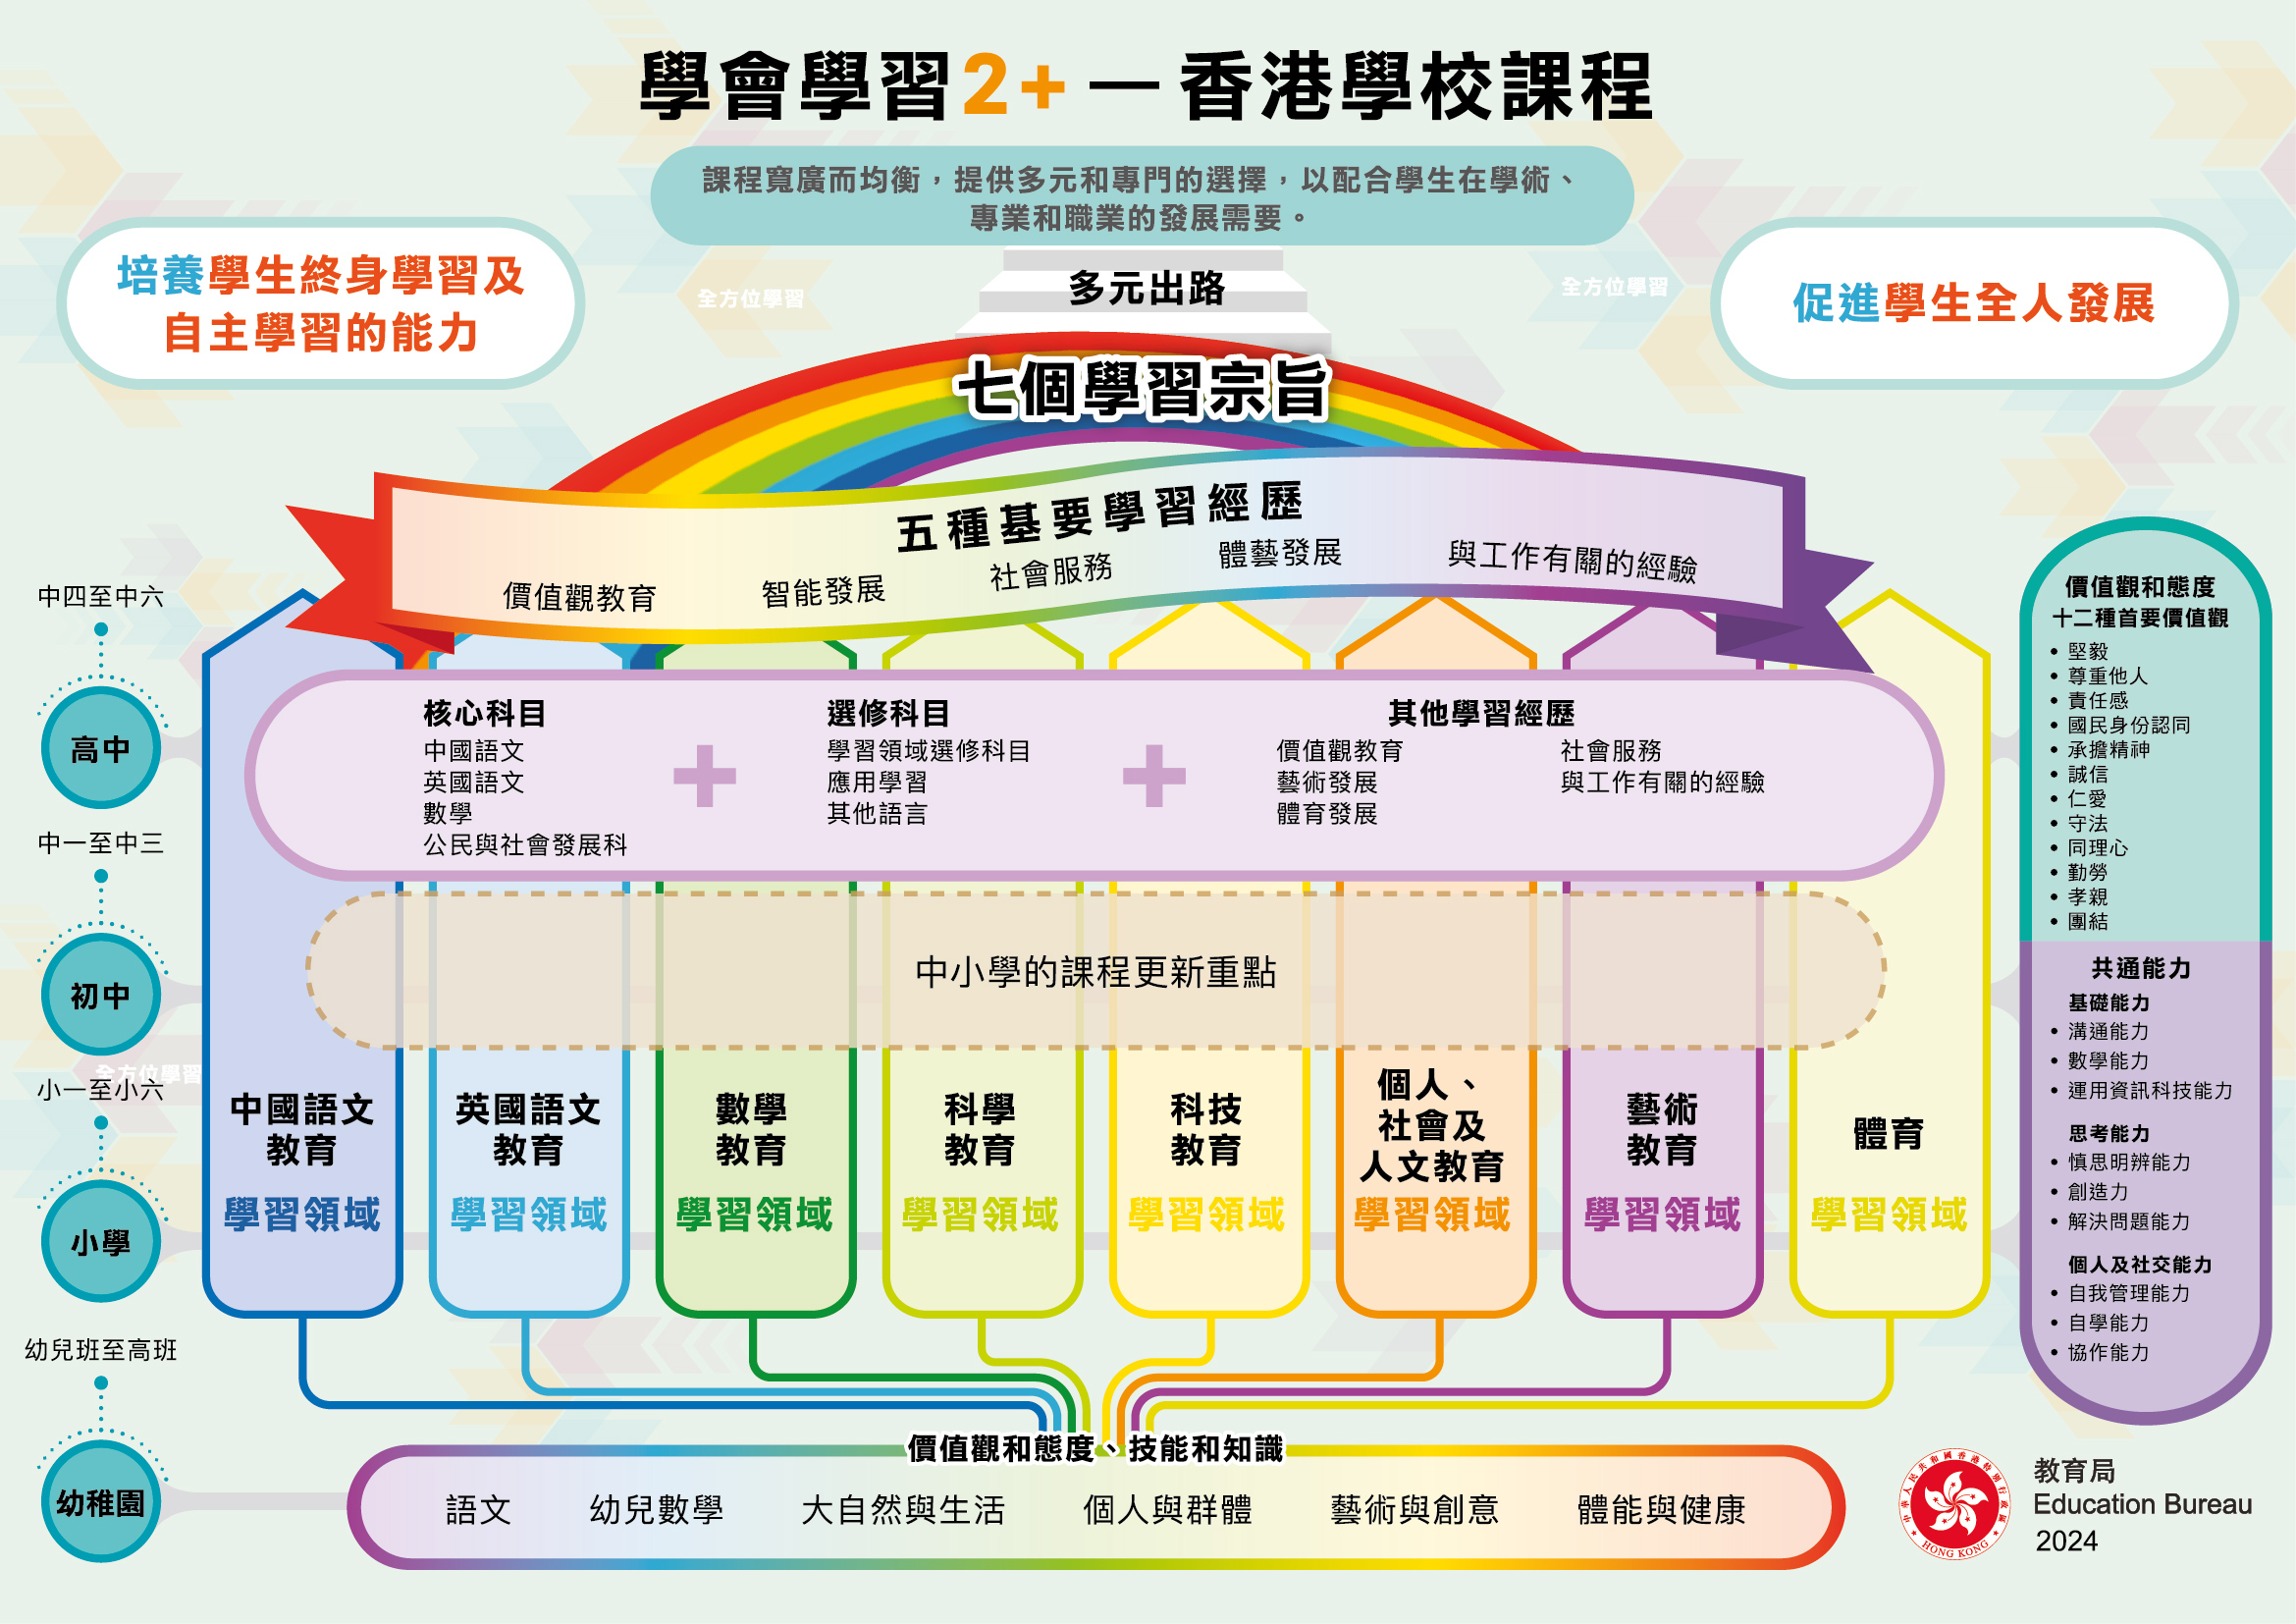 學會學習2+ — 香港學校課程
課程寬廣而均衡，提供多元和專門的選擇，以配合學生在學術、
專業和職業的發展需要。
培養學生終身學習及
自主學習的能力
促進學生全人發展
全方位學習
全方位學習
多元出路
七個學習宗旨
五種基要學習經歷
價值觀教育
智能發展
社會服務
體藝發展
與工作有關的經驗
中四至中六
高中
中一至中三
初中
全方位學習
小一至小六
小學
幼兒班至高班
幼稚園
核心科目
中國語文
英國語文
數學
公民與社會發展科
+
選修科目
學習領域選修科目
應用學習
其他語言
+
其他學習經歷
價值觀教育
藝術發展
體育發展
社會服務
與工作有關的經驗
中小學的課程更新重點
中國語文
教育
學習領域
英國語文
教育
學習領域
數學
教育
學習領域
科學
教育
學習領域
科技
教育
學習領域
個人、
社會及
人文教育
學習領域
藝術
教育
學習領域
體育
學習領域
價值觀和態度
十二種首要價值觀
• 堅毅
• 尊重他人
• 責任感
• 國民身份認同
• 承擔精神
• 誠信
• 仁愛
• 守法
• 同理心
• 勤勞
• 孝親
• 團結
共通能力
基礎能力
• 溝通能力
• 數學能力
• 運用資訊科技能力
思考能力
• 慎思明辨能力
• 創造力
• 解決問題能力
個人及社交能力
• 自我管理能力
• 自學能力
• 協作能力
價值觀和態度、技能和知識
語文
幼兒數學
大自然與生活
個人與群體
藝術與創意
體能與健康
中華人民共和國香港特別行政區
HONG KONG
教育局
Education Bureau
2024